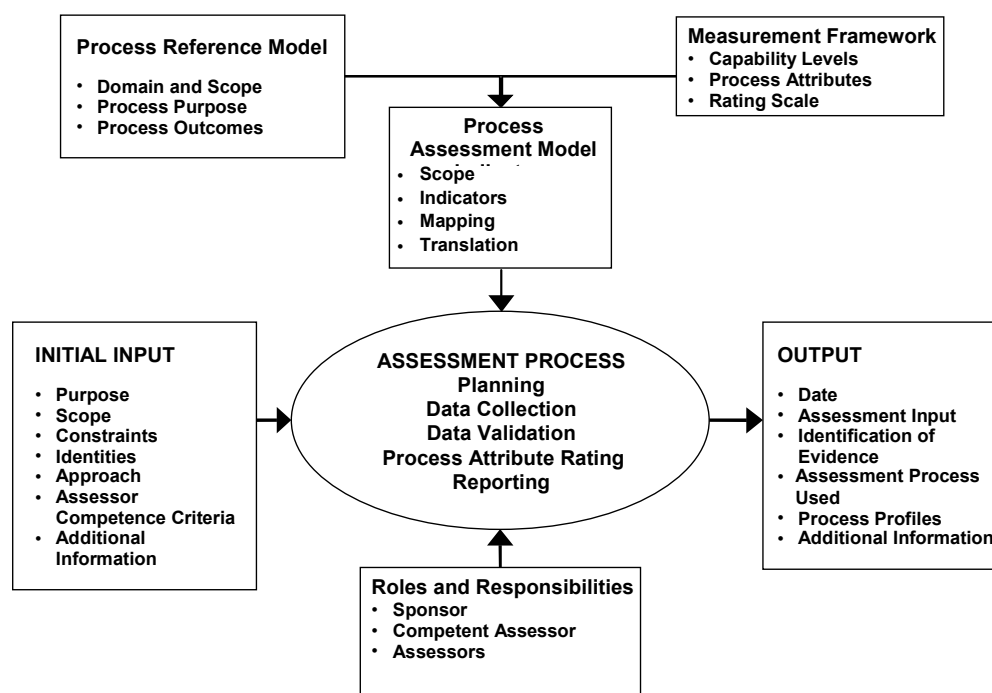 Process Reference Model
• Domain and Scope
• Process Purpose
• Process Outcomes
Measurement Framework
• Capability Levels
• Process Attributes
• Rating Scale
Process
Assessment Model
• Scope
• Indicators
• Mapping
• Translation
INITIAL INPUT
• Purpose
• Scope
• Constraints
• Identities
• Approach
• Assessor
Competence Criteria
• Additional
Information
ASSESSMENT PROCESS
Planning
Data Collection
Data Validation
Process Attribute Rating
Reporting
OUTPUT
• Date
• Assessment Input
• Identification of
Evidence
• Assessment Process
Used
• Process Profiles
• Additional Information
Roles and Responsibilities
• Sponsor
• Competent Assessor
• Assessors